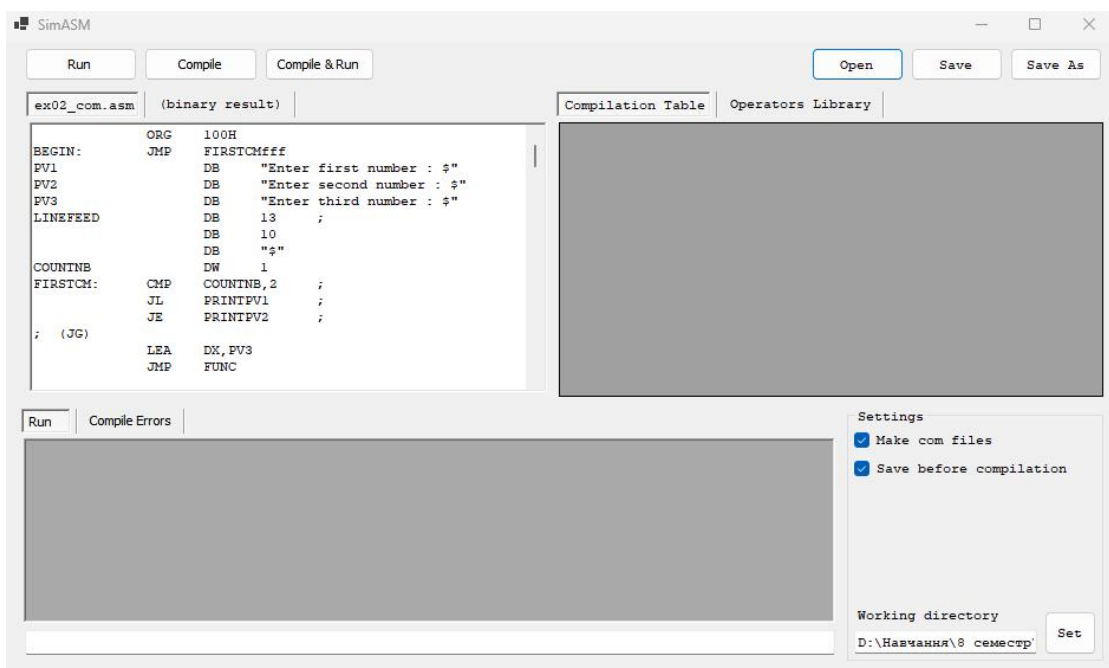 SimASM
Run Compile Compile & Run Open Save Save As
ex02_com.asm (binary result) Compilation Table Operators Library
ORG 100H
BEGIN: JMP FIRSTCMfff
PV1 DB "Enter first number : $"
PV2 DB "Enter second number : $"
PV3 DB "Enter third number : $"
LINEFEED DB 13 ;
DB 10
DB "$"
COUNTNB DW 1
FIRSTCM: CMP COUNTNB,2 ;
JL PRINTPV1 ;
JE PRINTPV2 ;
; (JG)
LEA DX,PV3
JMP FUNC
Run Compile Errors
Settings
Make com files
Save before compilation
Working directory
D:\Навчання\8 семестр\
Set